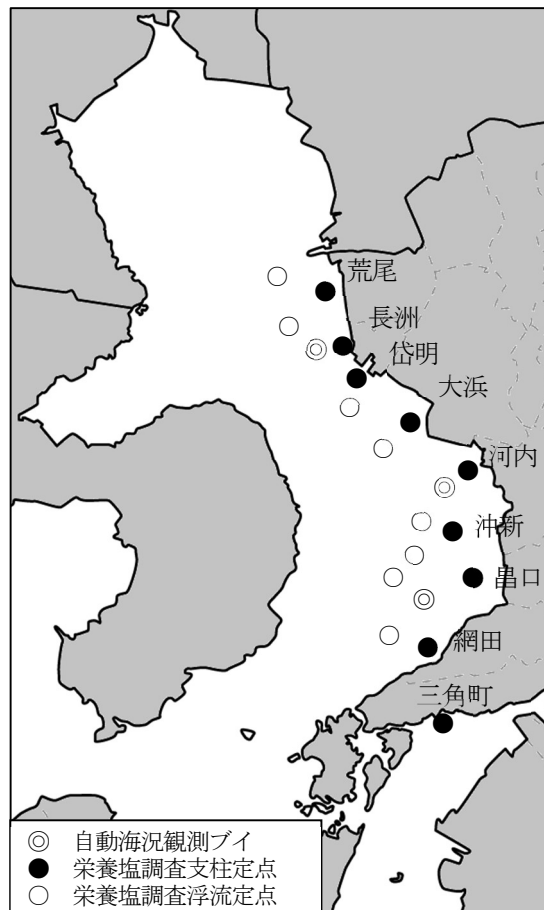 荒尾
長洲
岱明
大浜
河内
沖新
畠口
網田
三角町
◎ 自動海況観測ブイ
● 栄養塩調査支柱定点
○ 栄養塩調査浮流定点